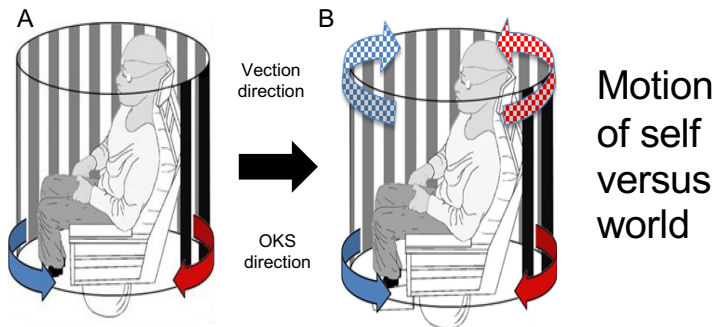 A
B
Vection
direction
OKS
direction
Motion
of self
versus
world